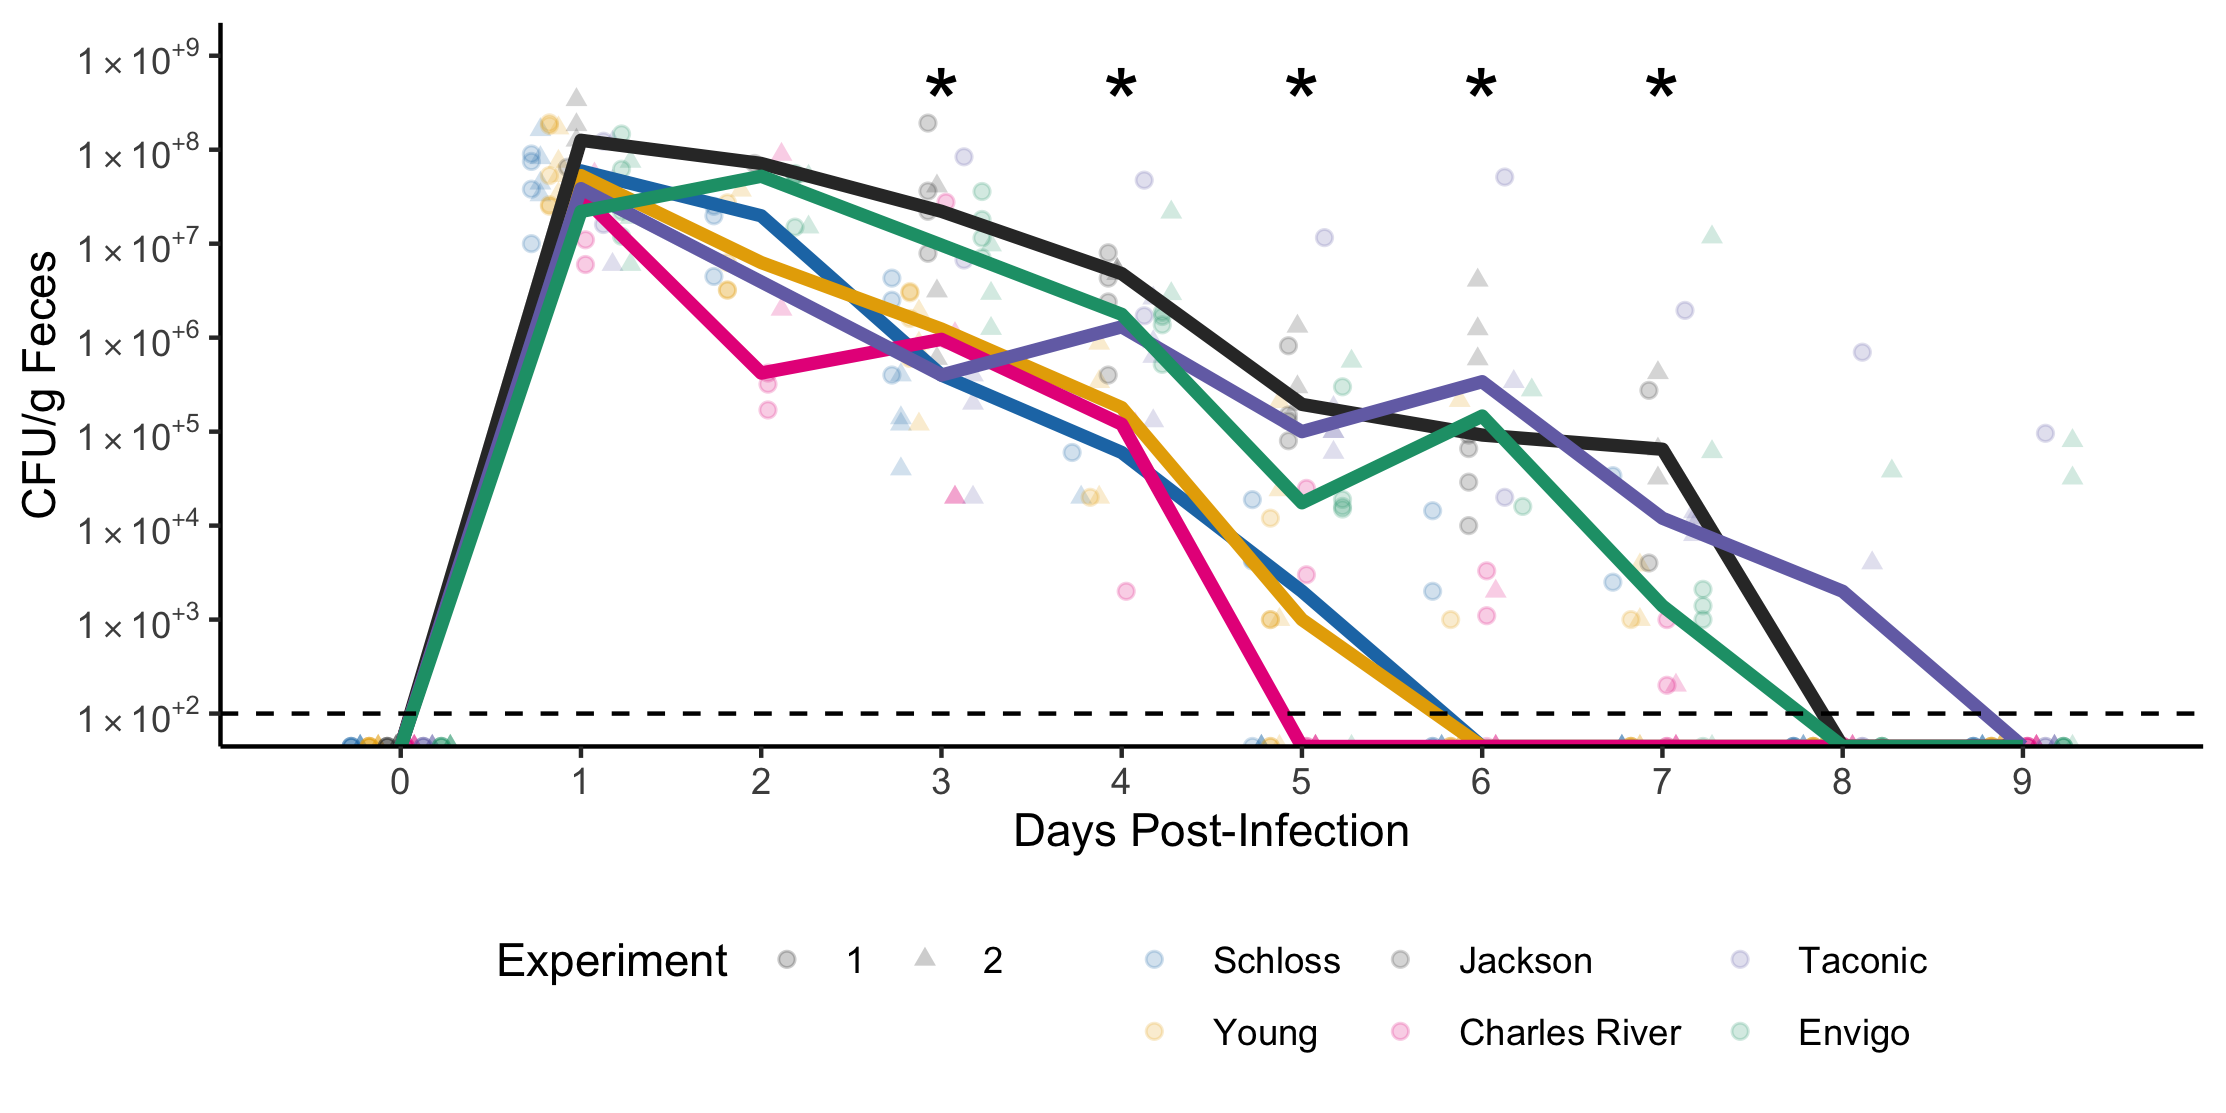 1×10+9
* * * * *
1×10+8
1×10+7
1×10+6
1×10+5
1×10+4
1×10+3
1×10+2
CFU/g Feces
0 1 2 3 4 5 6 7 8 9
Days Post-Infection
Experiment 1 2 Schloss Jackson Taconic
Young Charles River Envigo